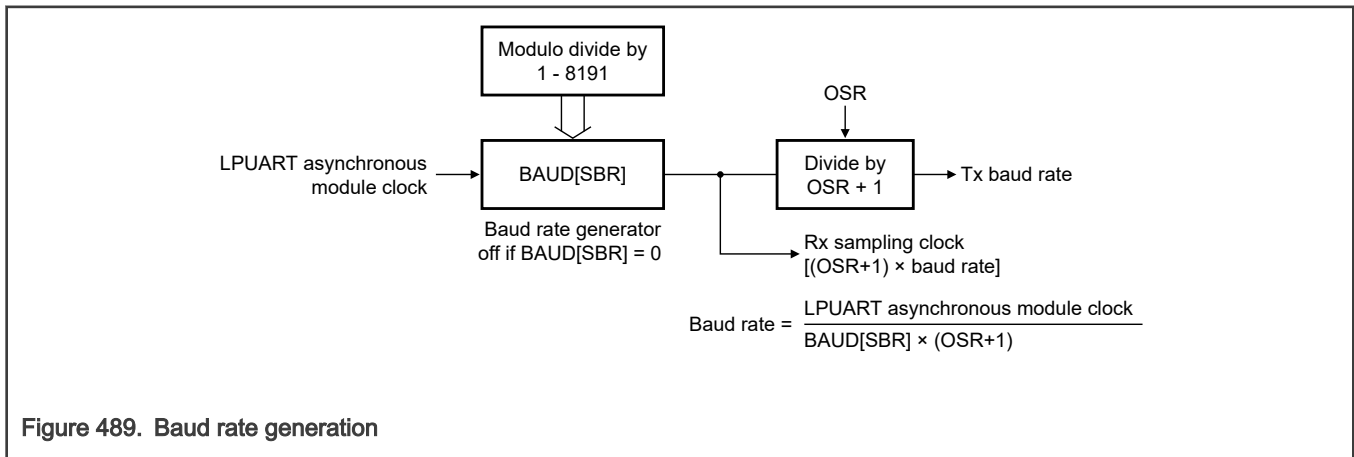 Modulo divide by
1 - 8191
OSR
LPUART asynchronous
module clock
BAUD[SBR]
Divide by
OSR + 1
Tx baud rate
Baud rate generator
off if BAUD[SBR] = 0
Rx sampling clock
[(OSR+1) × baud rate]
Baud rate =
LPUART asynchronous module clock
BAUD[SBR] × (OSR+1)
Figure 489. Baud rate generation